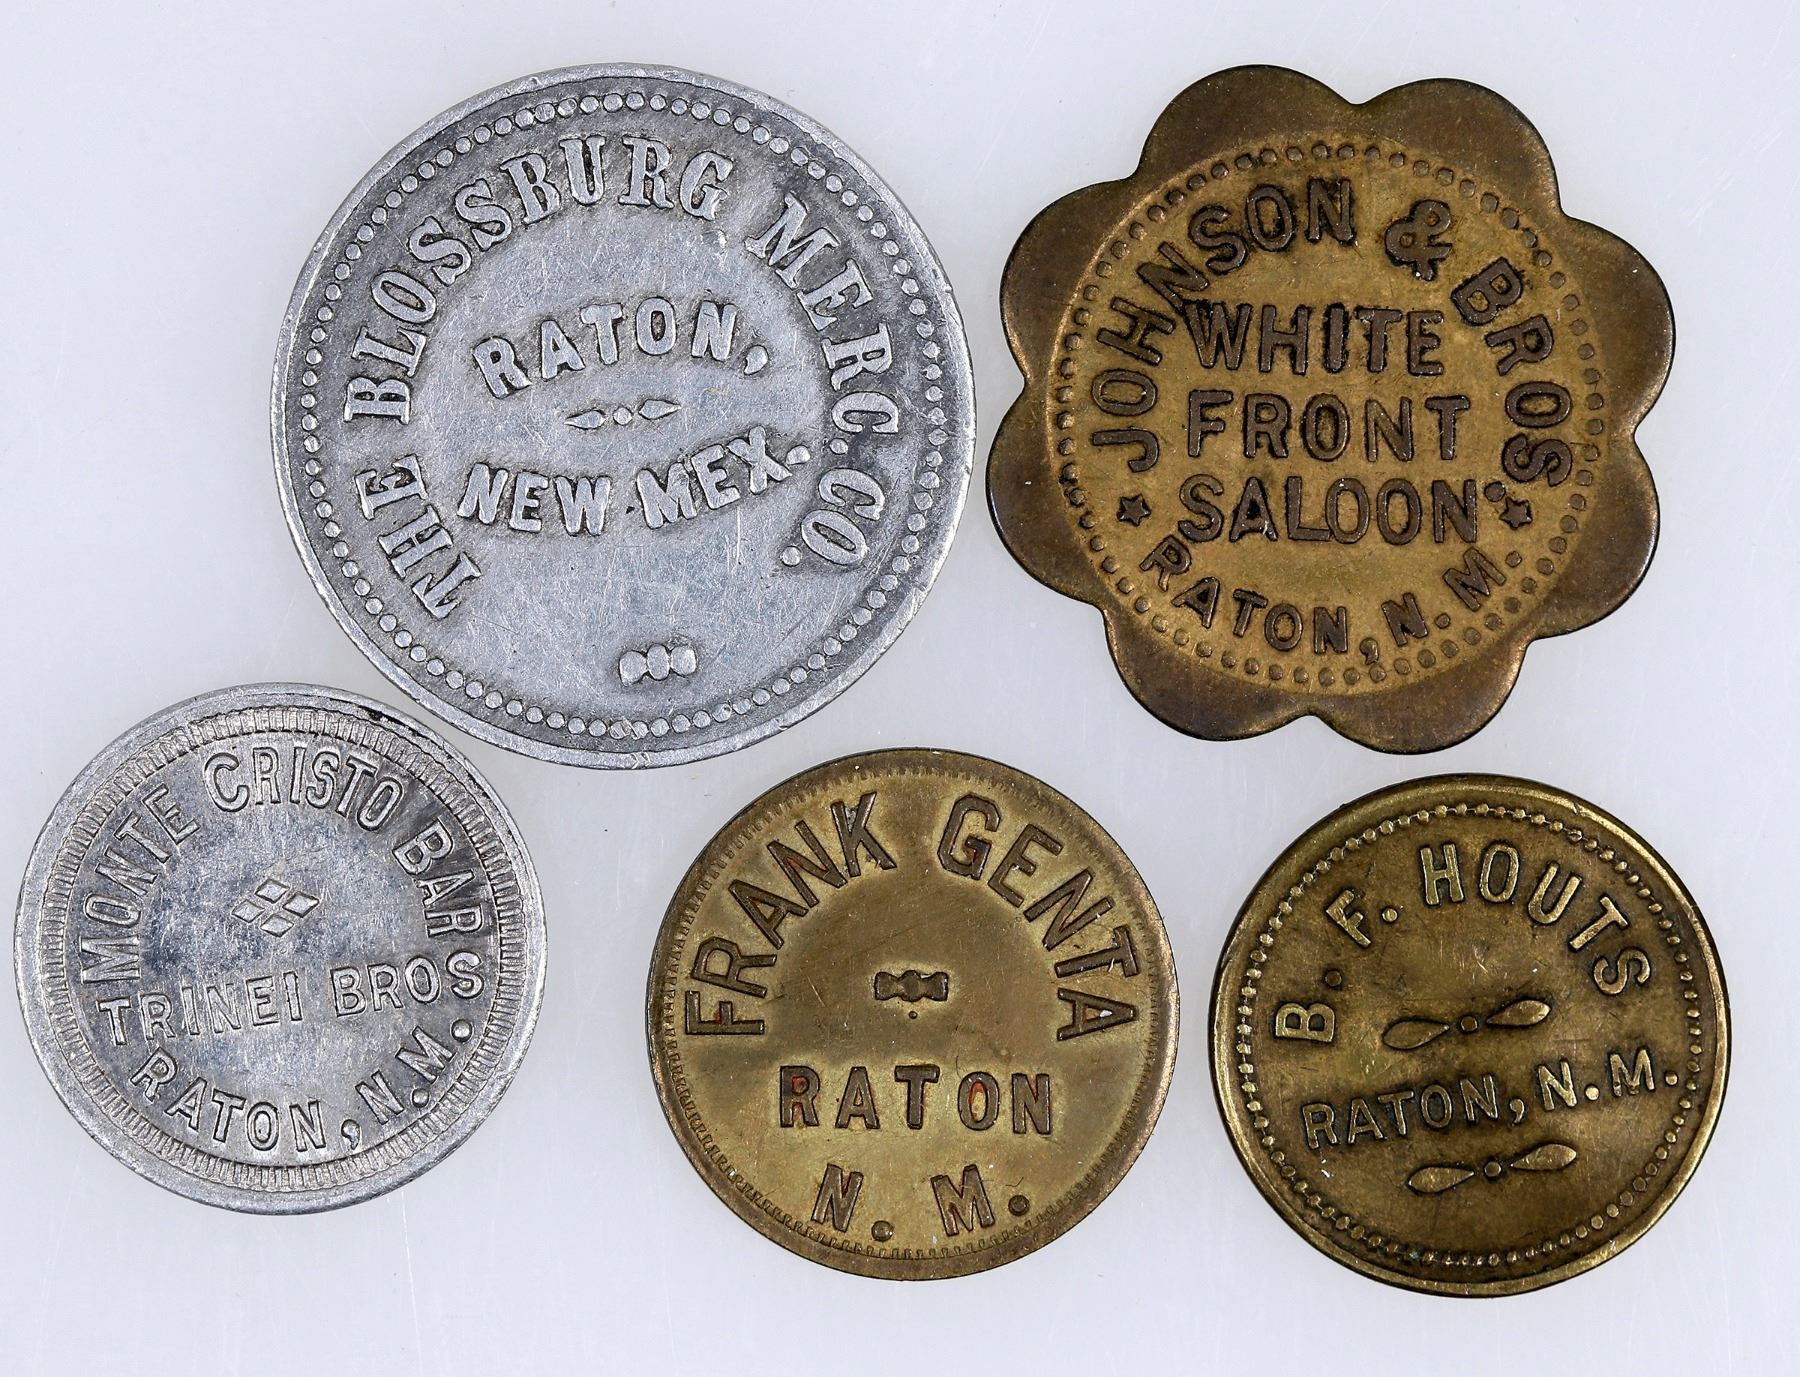 THE BLOSSBURG MERC. CO.
RATON,
NEW MEX.
JOHNSON & BROS.
WHITE
FRONT
SALOON
RATON, N. M.
MONTE CRISTO BAR
TRINEI BROS
RATON, N. M.
FRANK GENTA
RATON
N. M.
B. F. HOUTS
RATON, N. M.